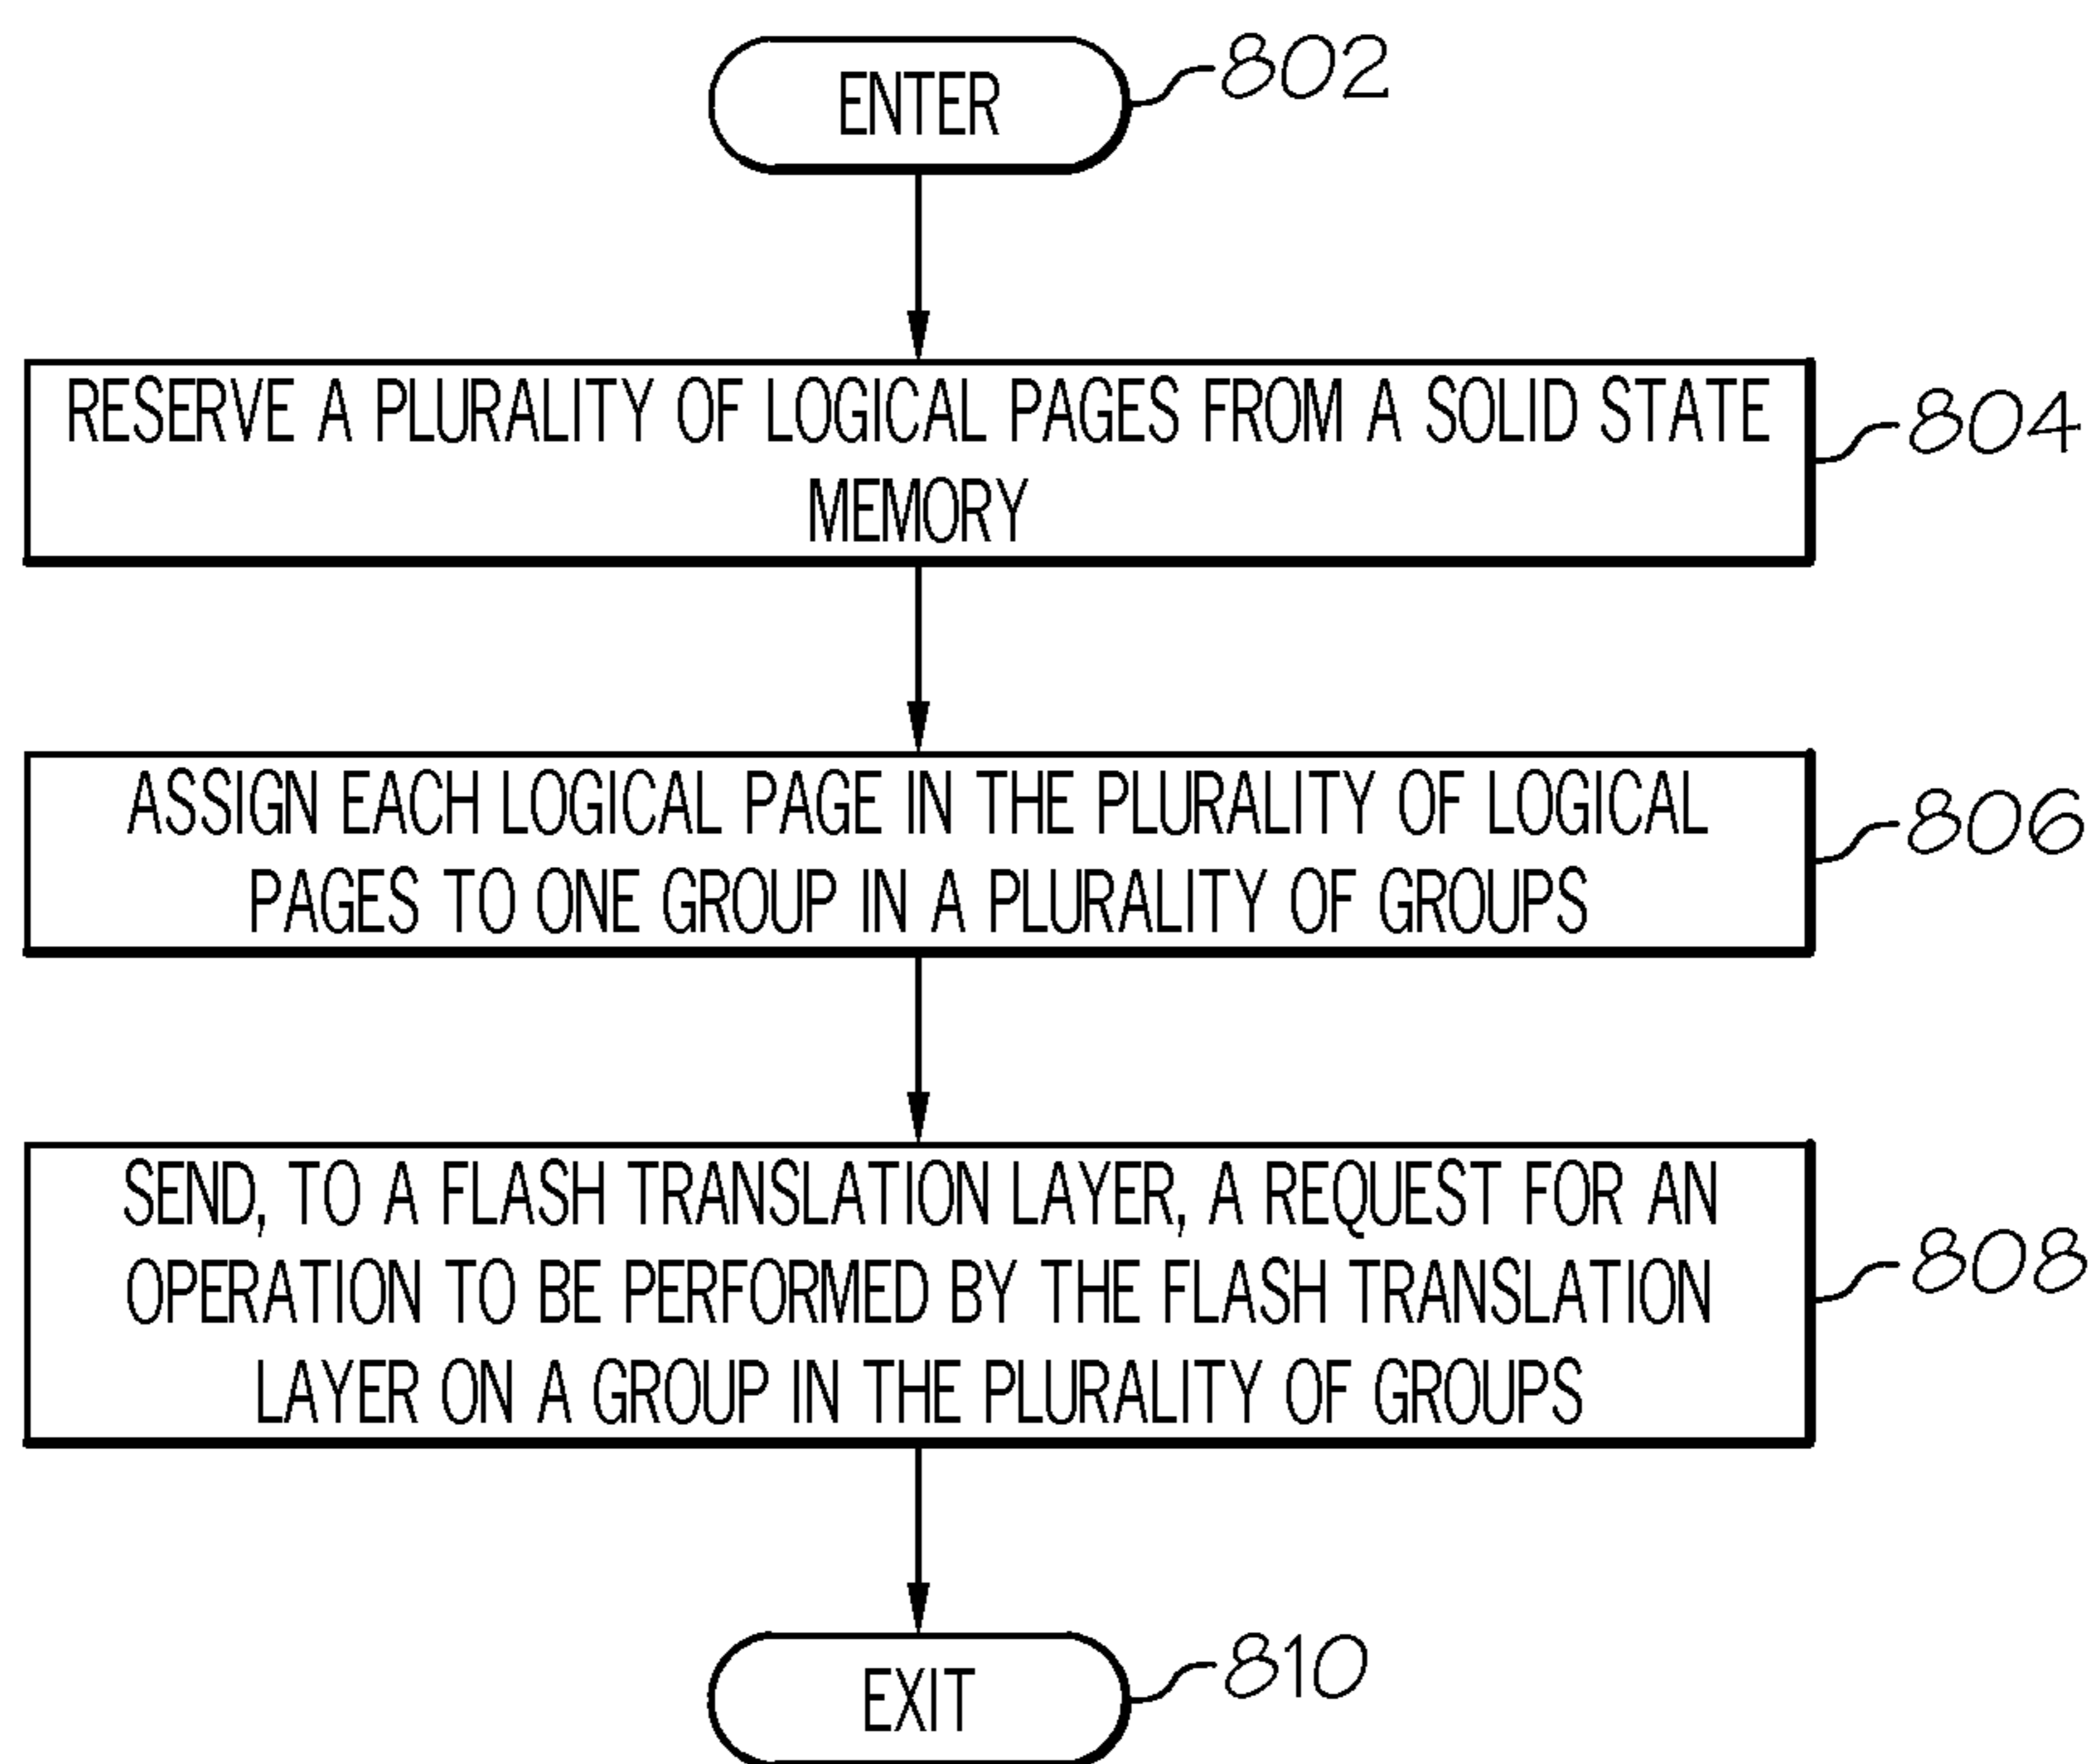 ENTER
802
RESERVE A PLURALITY OF LOGICAL PAGES FROM A SOLID STATE
MEMORY
804
ASSIGN EACH LOGICAL PAGE IN THE PLURALITY OF LOGICAL
PAGES TO ONE GROUP IN A PLURALITY OF GROUPS
806
SEND, TO A FLASH TRANSLATION LAYER, A REQUEST FOR AN
OPERATION TO BE PERFORMED BY THE FLASH TRANSLATION
LAYER ON A GROUP IN THE PLURALITY OF GROUPS
808
EXIT
810